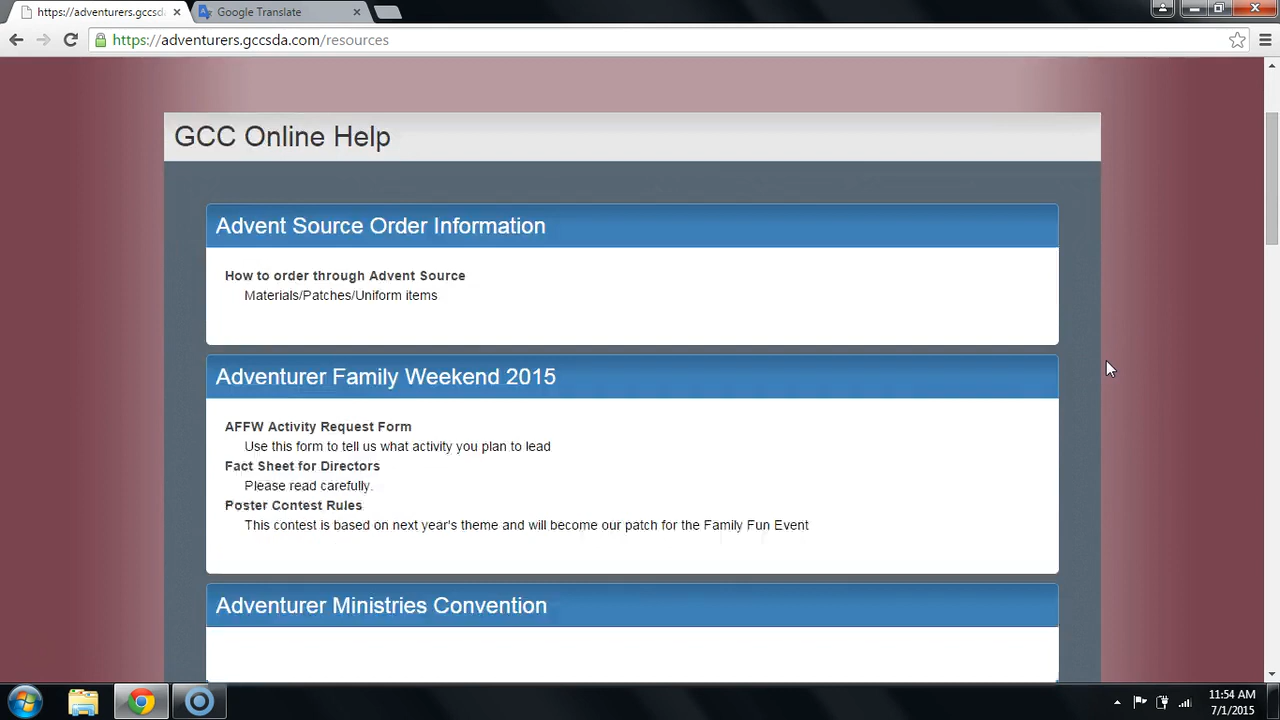 https://adventurers.gccsd
Google Translate
https://adventurers.gccsda.com/resources
GCC Online Help
Advent Source Order Information
How to order through Advent Source
Materials/Patches/Uniform items
Adventurer Family Weekend 2015
AFFW Activity Request Form
Use this form to tell us what activity you plan to lead
Fact Sheet for Directors
Please read carefully.
Poster Contest Rules
This contest is based on next year's theme and will become our patch for the Family Fun Event
Adventurer Ministries Convention
11:54 AM
7/1/2015